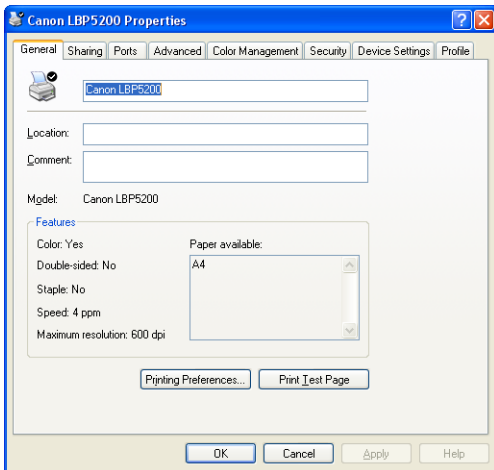 Canon LBP5200 Properties
General Sharing Ports Advanced Color Management Security Device Settings Profile
Canon LBP5200
Location:
Comment:
Model: Canon LBP5200
Features
Color: Yes Paper available:
Double-sided: No A4
Staple: No
Speed: 4 ppm
Maximum resolution: 600 dpi
Printing Preferences... Print Test Page
OK Cancel Apply Help